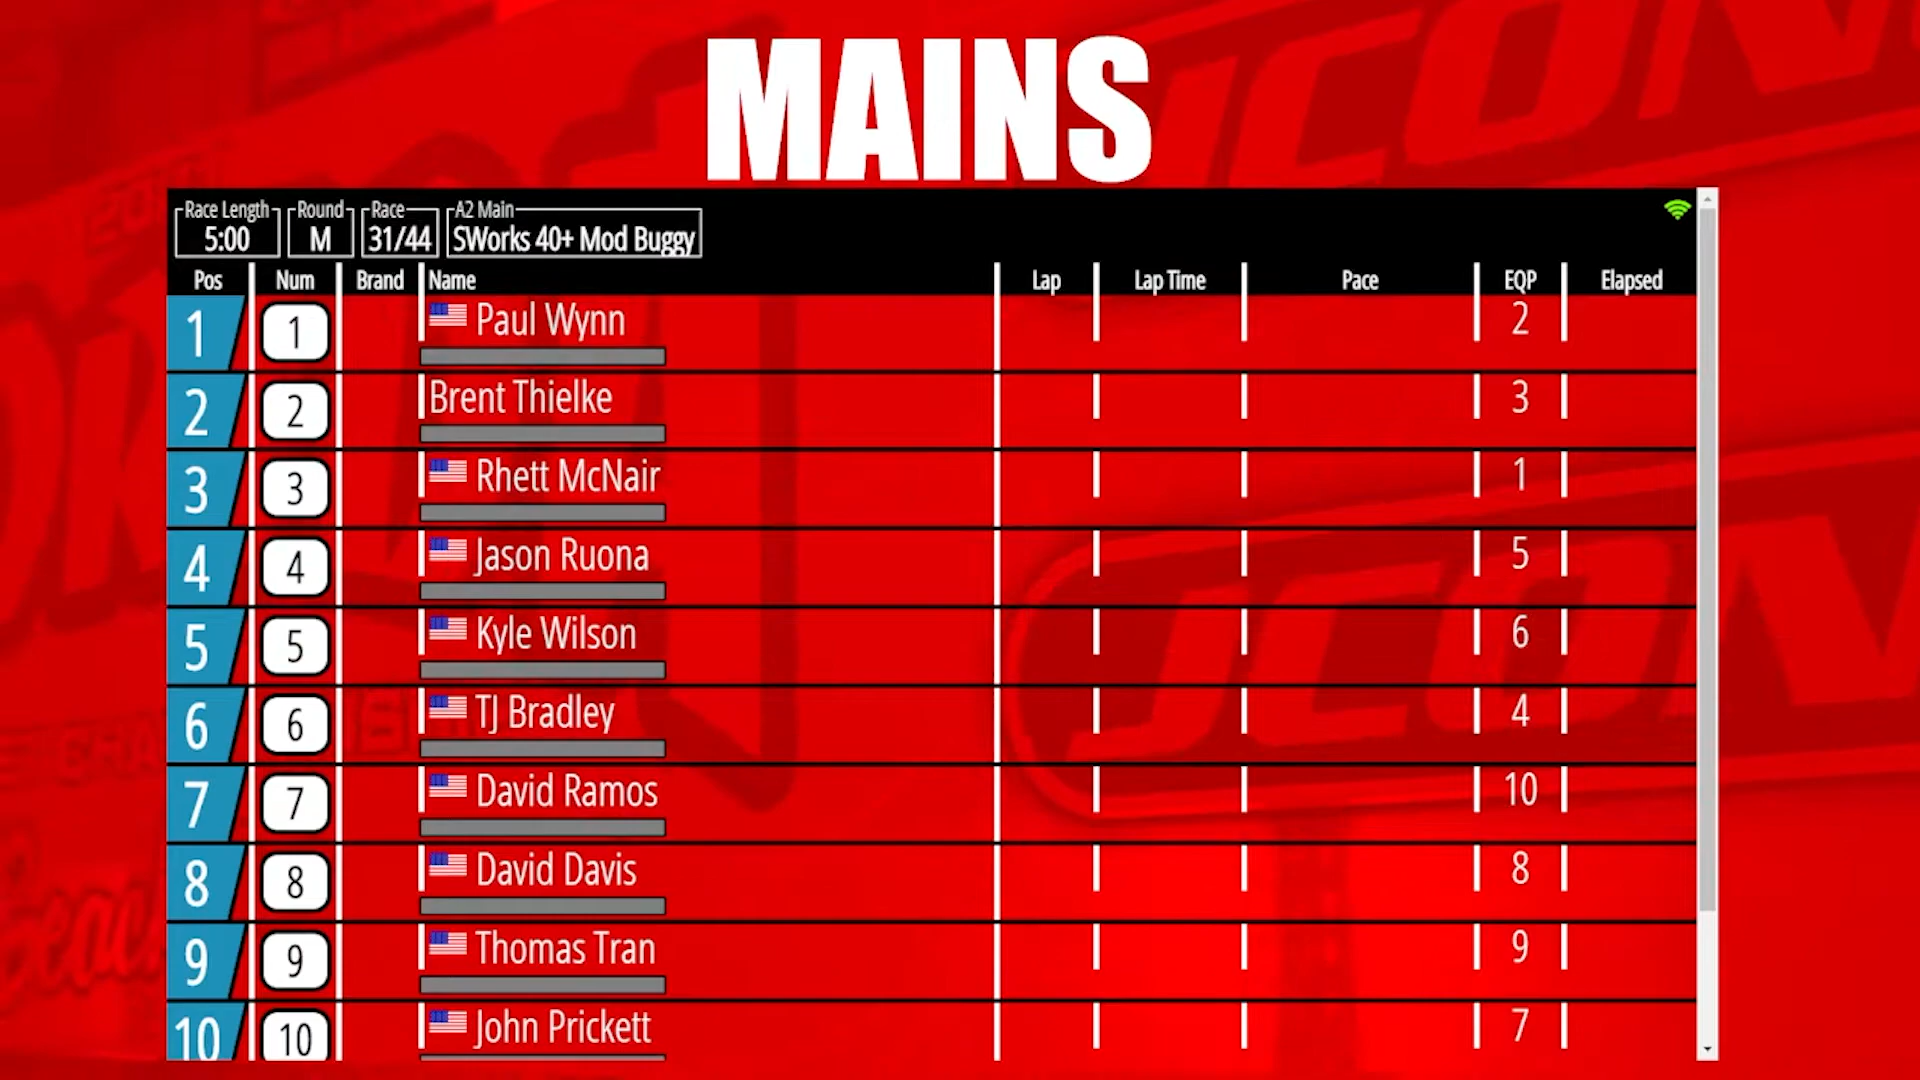 MAINS
Race Length Round Race A2 Main
5:00 M 31/44 SWorks 40+ Mod Buggy
Pos Num Brand Name Lap Lap Time Pace EQP Elapsed
1 1 Paul Wynn 2
2 2 Brent Thielke 3
3 3 Rhett McNair 1
4 4 Jason Ruona 5
5 5 Kyle Wilson 6
6 6 TJ Bradley 4
7 7 David Ramos 10
8 8 David Davis 8
9 9 Thomas Tran 9
10 10 John Prickett 7
JCON
JCON